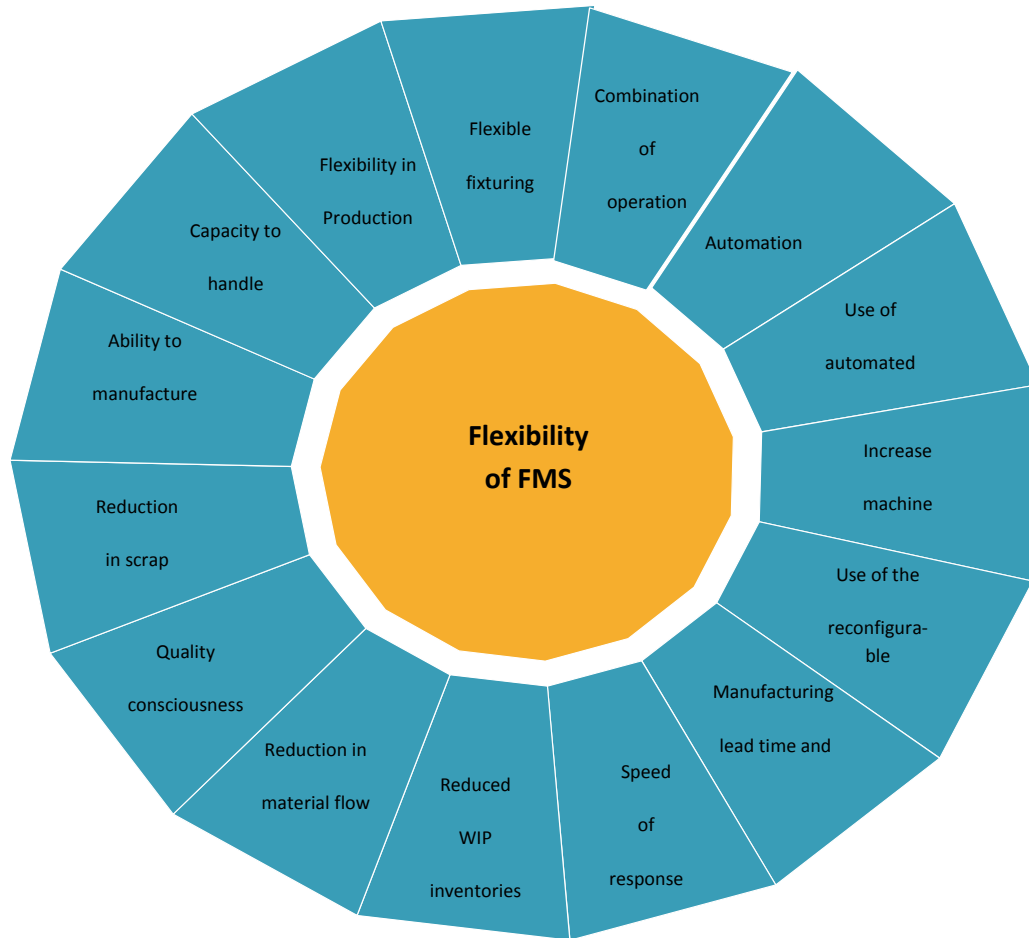 Flexibility
of FMS
Combination
of
operation
Automation
Use of
automated
Increase
machine
Use of the
reconfigura-
ble
Manufacturing
lead time and
Speed
of
response
Reduced
WIP
inventories
Reduction in
material flow
Quality
consciousness
Reduction
in scrap
Ability to
manufacture
Capacity to
handle
Flexibility in
Production
Flexible
fixturing